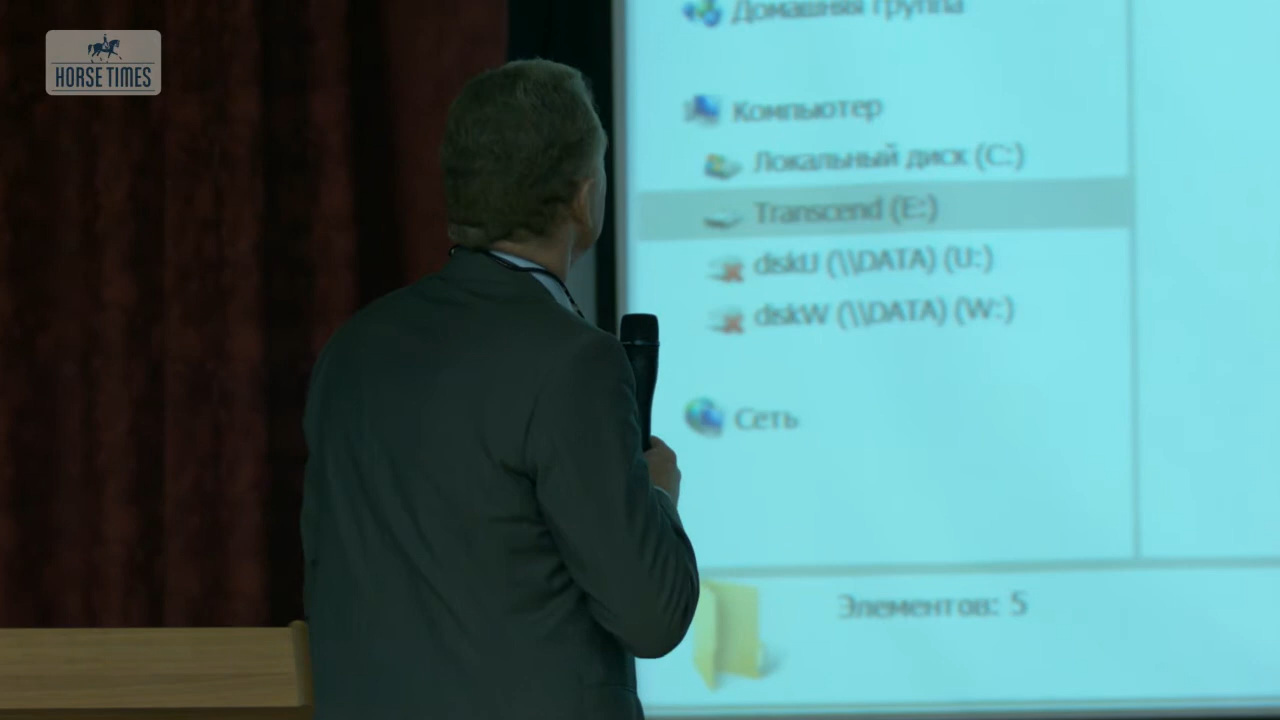 HORSE TIMES
Домашняя группа
Компьютер
Локальный диск (C:)
Transcend (E:)
diskU (\\DATA) (U:)
diskW (\\DATA) (W:)
Сеть
Элементов: 5